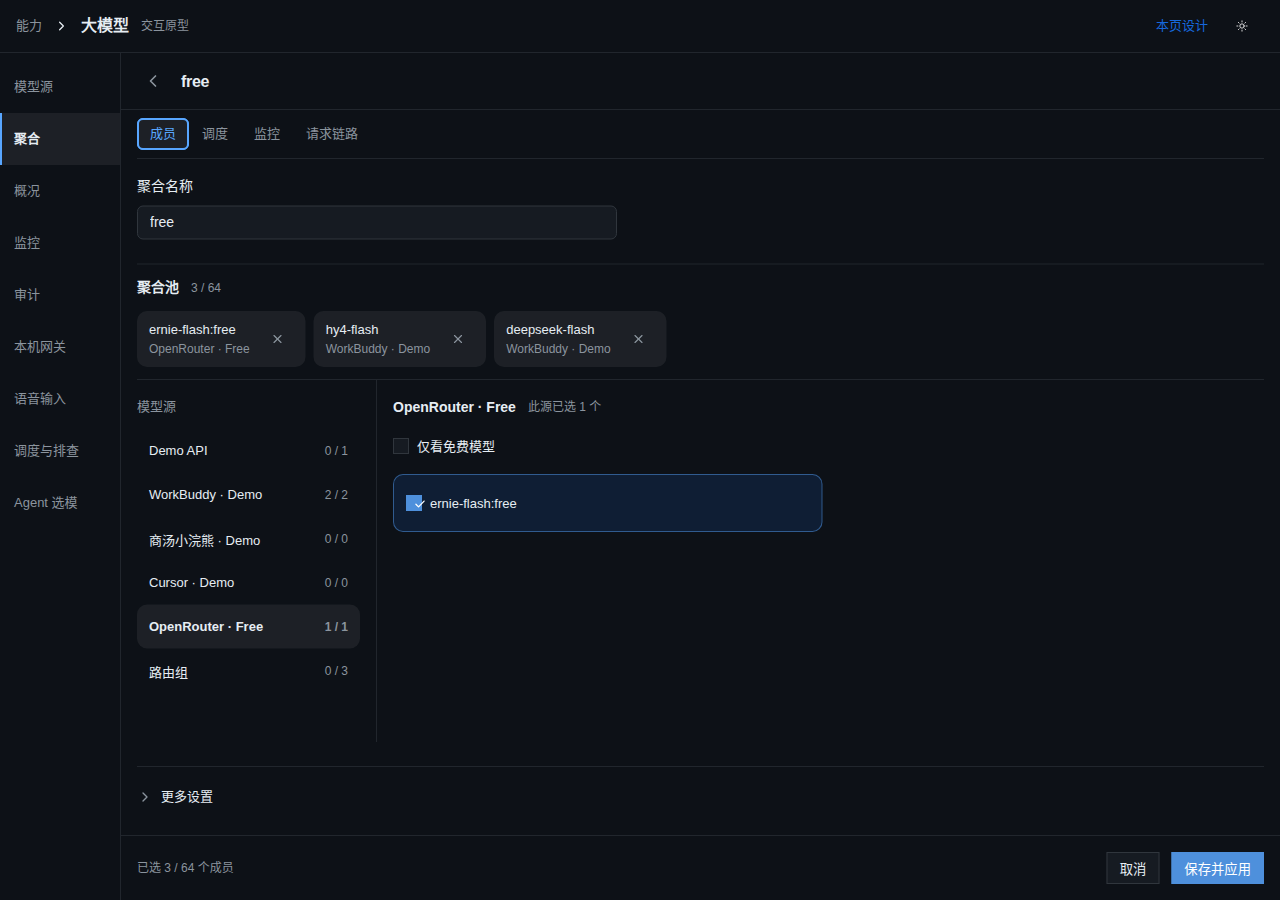 能力 大模型 交互原型 本页设计
模型源
聚合
概况
监控
审计
本机网关
语音输入
调度与排查
Agent 选模
free
成员 调度 监控 请求链路
聚合名称
free
聚合池 3 / 64
ernie-flash:free
OpenRouter · Free
hy4-flash
WorkBuddy · Demo
deepseek-flash
WorkBuddy · Demo
模型源
Demo API 0 / 1
WorkBuddy · Demo 2 / 2
商汤小浣熊 · Demo 0 / 0
Cursor · Demo 0 / 0
OpenRouter · Free 1 / 1
路由组 0 / 3
OpenRouter · Free 此源已选 1 个
仅看免费模型
ernie-flash:free
更多设置
已选 3 / 64 个成员 取消 保存并应用